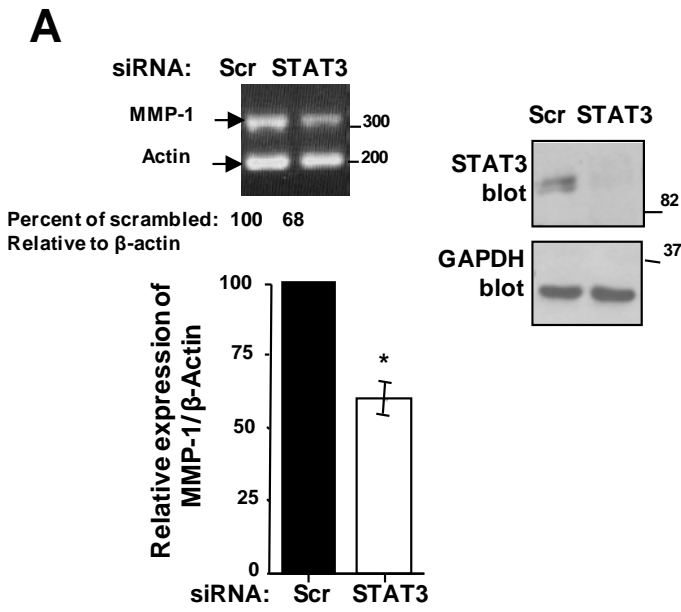 A
siRNA: Scr STAT3
MMP-1
300
Actin
200
Percent of scrambled: 100 68
Relative to β-actin
Scr STAT3
STAT3
blot
82
GAPDH
blot
37
Relative expression of
MMP-1/β-Actin
100
75
50
25
0
*
siRNA: Scr STAT3